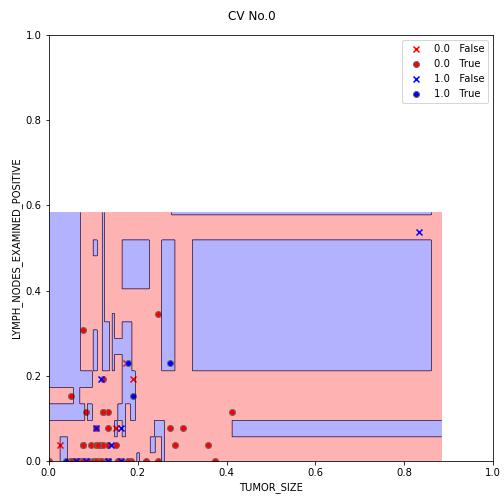 CV No.0
1.0
0.8
0.6
0.4
0.2
0.0
LYMPH_NODES_EXAMINED_POSITIVE
0.0 False
0.0 True
1.0 False
1.0 True
0.0 0.2 0.4 0.6 0.8 1.0
TUMOR_SIZE